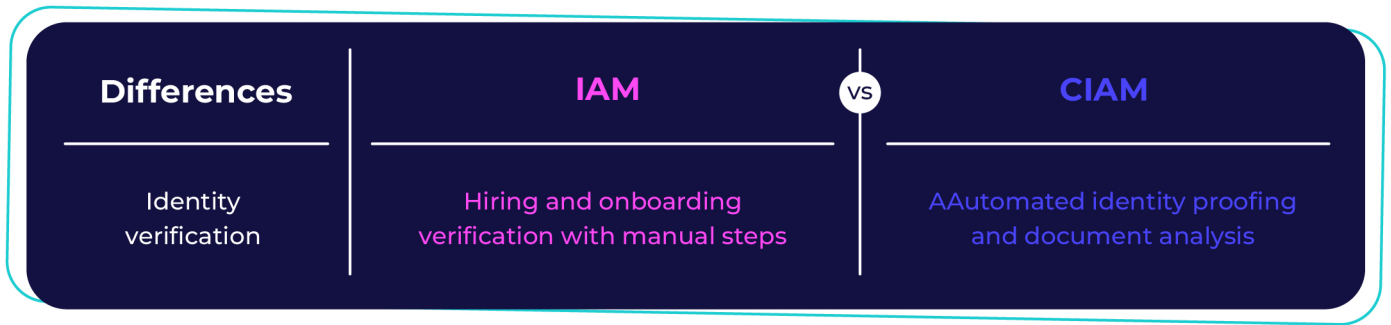 Differences
IAM
VS
CIAM
Identity
verification
Hiring and onboarding
verification with manual steps
AAutomated identity proofing
and document analysis